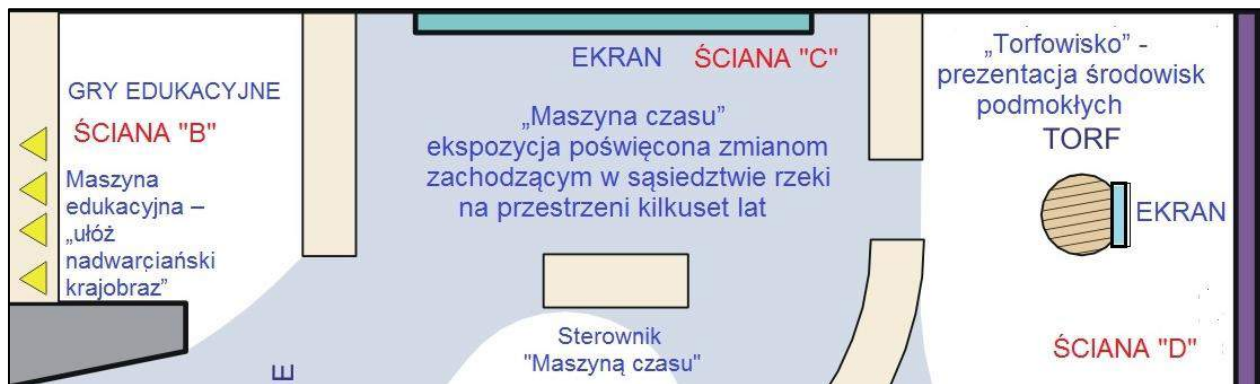 GRY EDUKACYJNE
ŚCIANA "B"
Maszyna
edukacyjna –
„ułóż
nadwarciański
krajobraz”
EKRAN ŚCIANA "C"
„Maszyna czasu”
ekspozycja poświęcona zmianom
zachodzącym w sąsiedztwie rzeki
na przestrzeni kilkuset lat
Sterownik
"Maszyną czasu"
E
„Torfowisko” -
prezentacja środowisk
podmokłych
TORF
EKRAN
ŚCIANA "D"